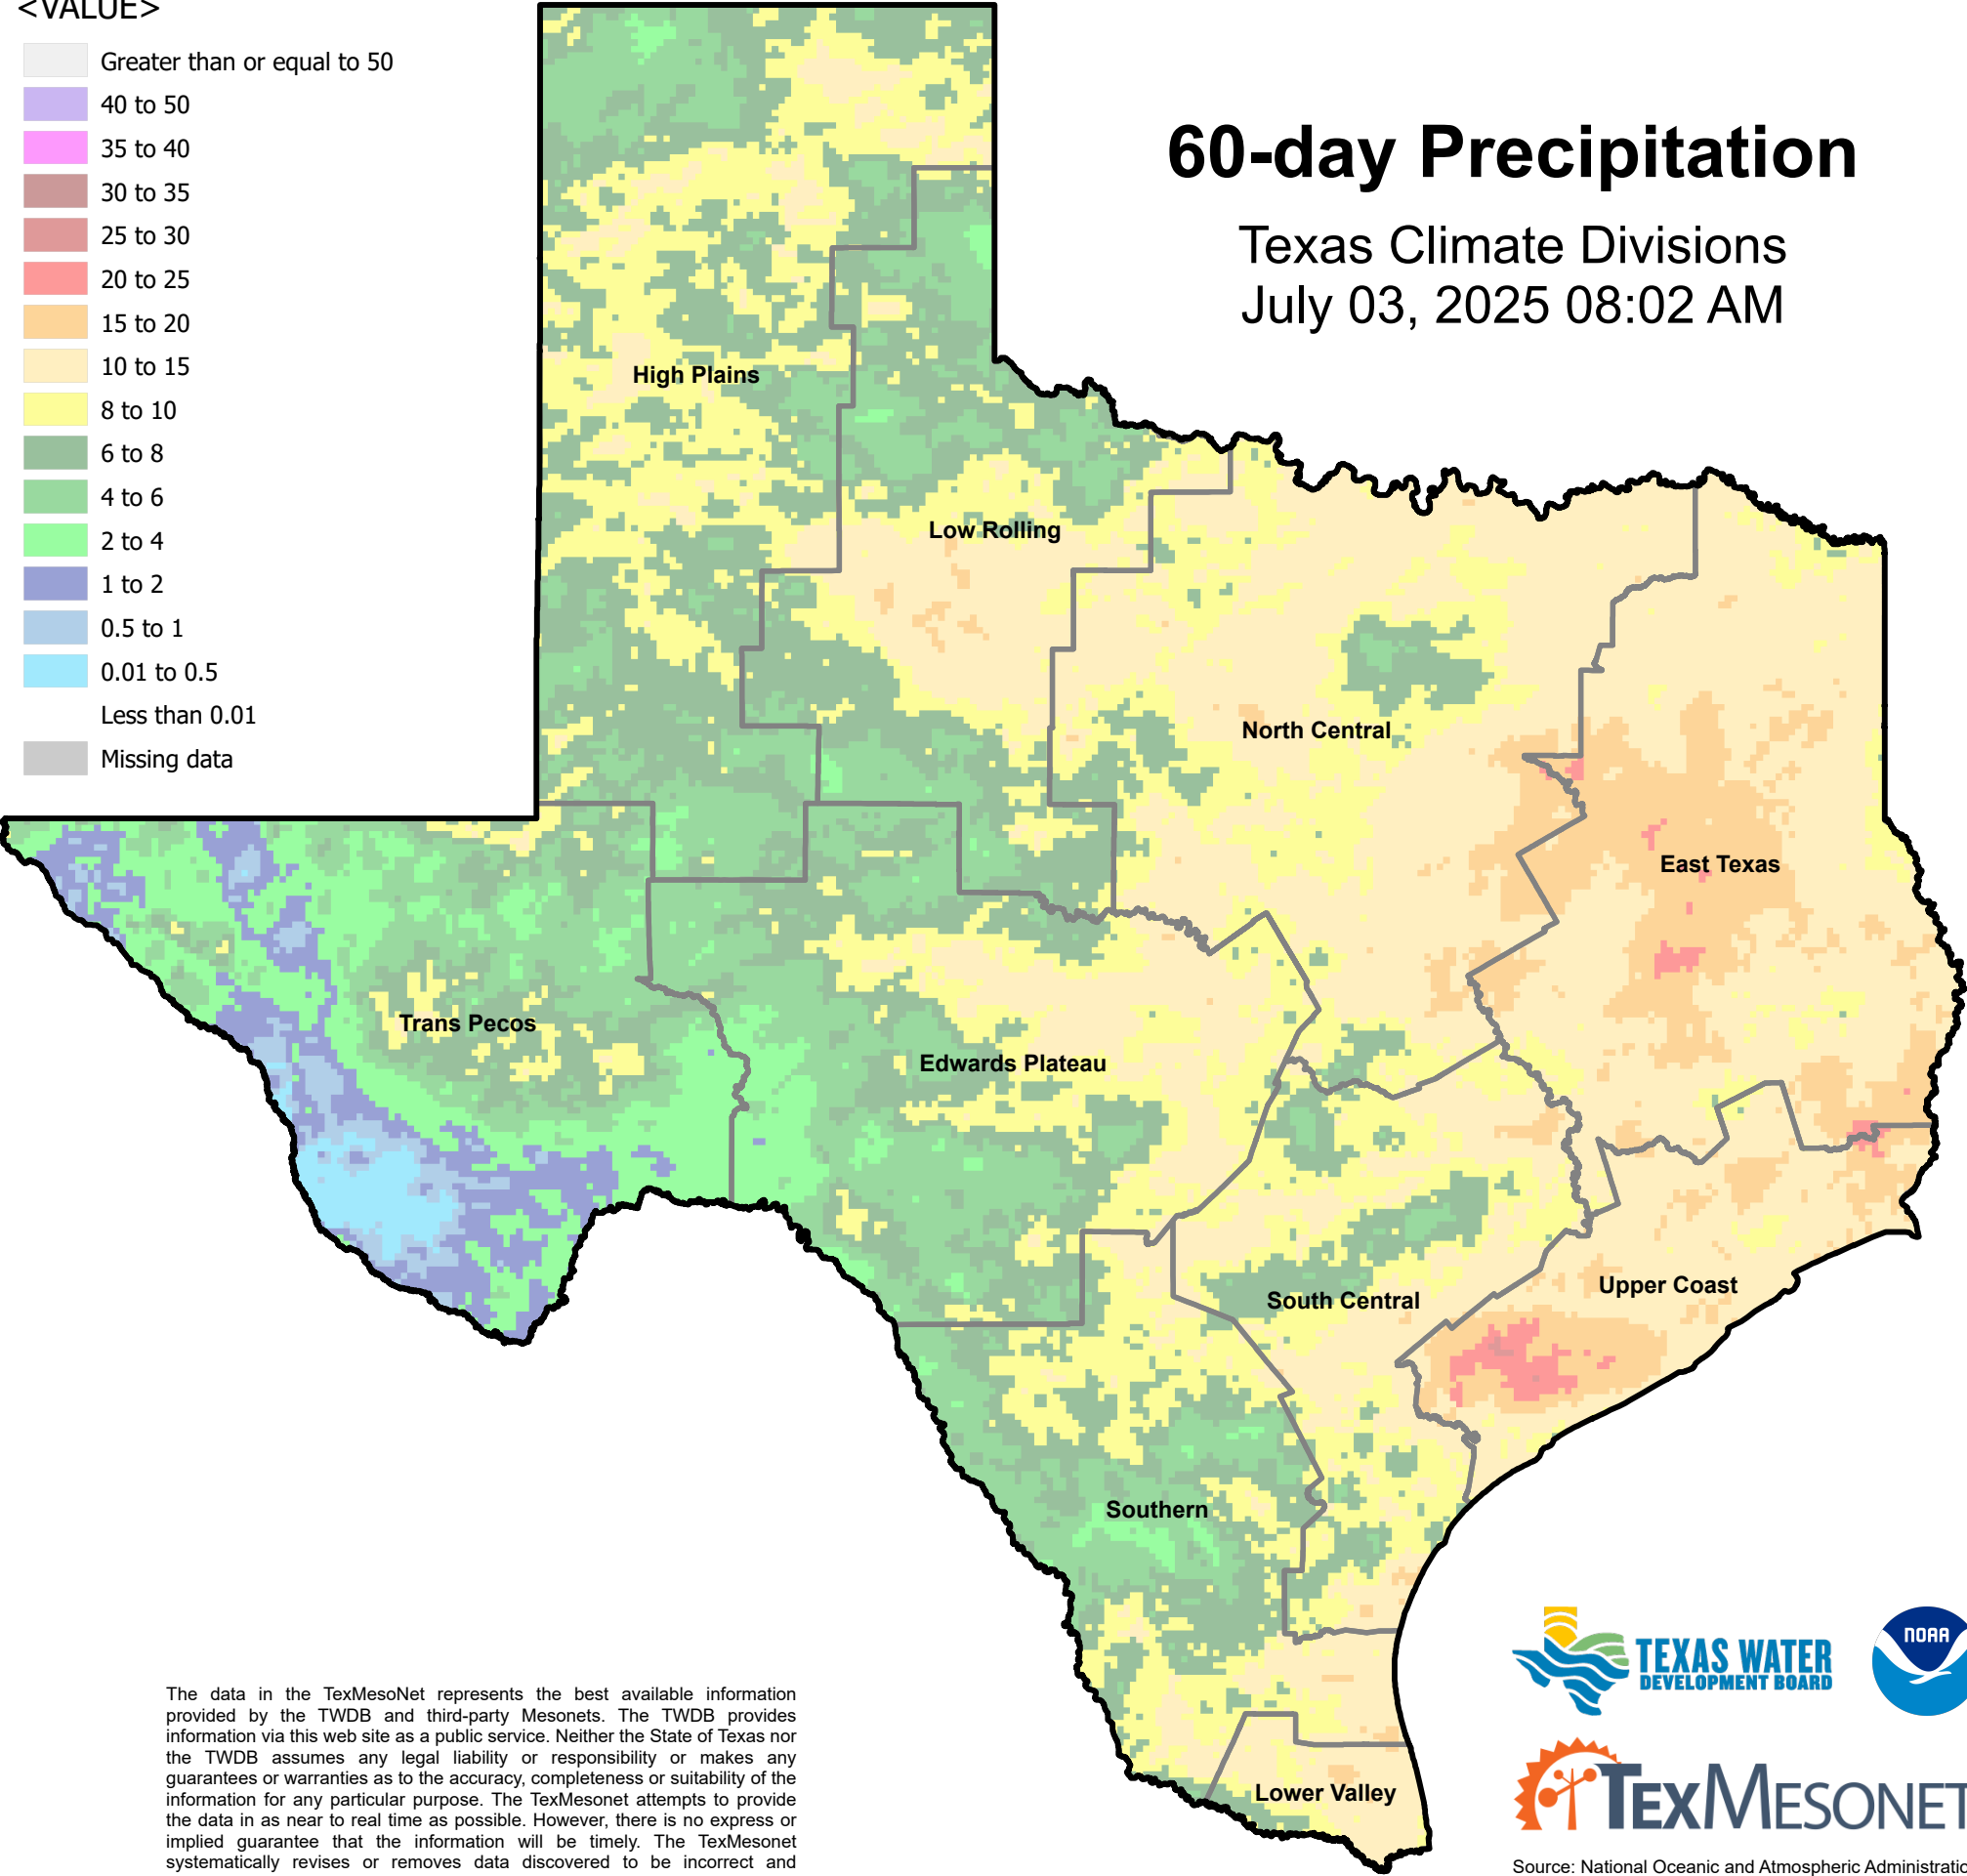 <VALUE>
Greater than or equal to 50
40 to 50
35 to 40
30 to 35
25 to 30
20 to 25
15 to 20
10 to 15
8 to 10
6 to 8
4 to 6
2 to 4
1 to 2
0.5 to 1
0.01 to 0.5
Less than 0.01
Missing data
60-day Precipitation
Texas Climate Divisions
July 03, 2025 08:02 AM
High Plains
Low Rolling
North Central
East Texas
Trans Pecos
Edwards Plateau
South Central
Upper Coast
Southern
Lower Valley
The data in the TexMesoNet represents the best available information
provided by the TWDB and third-party Mesonets. The TWDB provides
information via this web site as a public service. Neither the State of Texas nor
the TWDB assumes any legal liability or responsibility or makes any
guarantees or warranties as to the accuracy, completeness or suitability of the
information for any particular purpose. The TexMesonet attempts to provide
the data in as near to real time as possible. However, there is no express or
implied guarantee that the information will be timely. The TexMesonet
systematically revises or removes data discovered to be incorrect and
TEXAS WATER
DEVELOPMENT BOARD
NOAA
TEXMESONET
Source: National Oceanic and Atmospheric Administratio